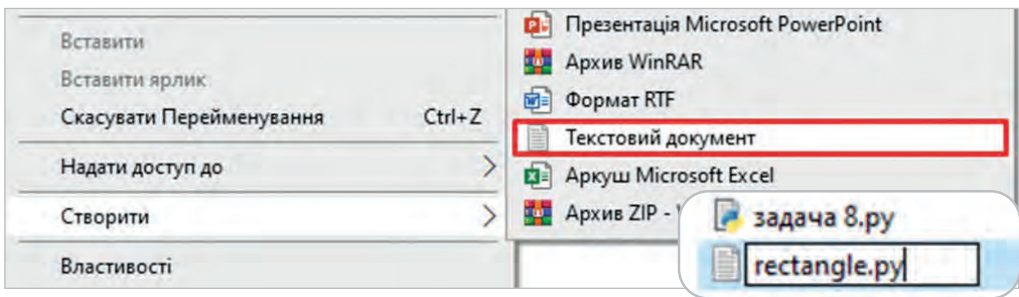 Вставити
Вставити ярлик
Скасувати Перейменування Ctrl+Z
Надати доступ до
Створити
Властивості
Презентація Microsoft PowerPoint
Архив WinRAR
Формат RTF
Текстовий документ
Аркуш Microsoft Excel
Архив ZIP -
задача 8.py
rectangle.py